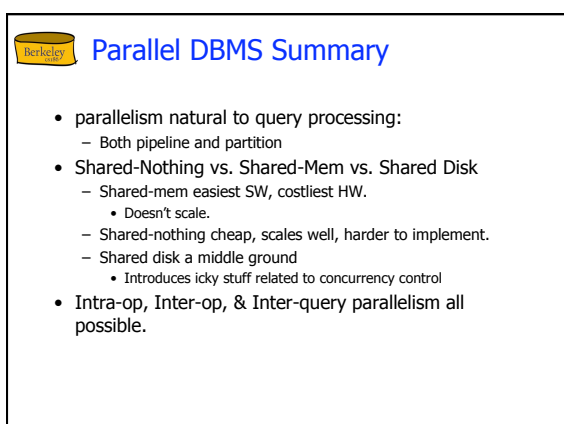 Berkeley
Parallel DBMS Summary
• parallelism natural to query processing:
– Both pipeline and partition
• Shared-Nothing vs. Shared-Mem vs. Shared Disk
– Shared-mem easiest SW, costliest HW.
• Doesn't scale.
– Shared-nothing cheap, scales well, harder to implement.
– Shared disk a middle ground
• Introduces icky stuff related to concurrency control
• Intra-op, Inter-op, & Inter-query parallelism all
possible.